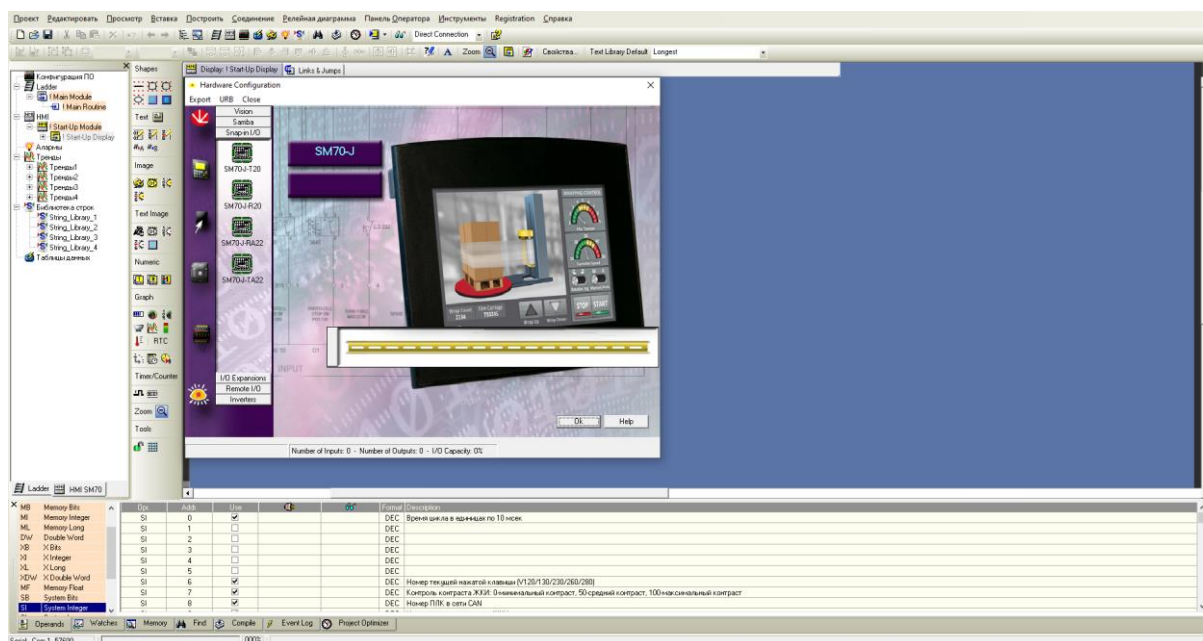 Проект Редактировать Просмотр Вставка Построить Соединение Релейная диаграмма Панель Оператора Инструменты Registration Справка
Direct Connection
Zoom Свойства... Text Library Default Longest
Конфигурация ПО
Ladder
! Main Module
! Main Routine
HMI
! Start-Up Module
! Start-Up Display
Алармы
Тренды
Тренды1
Тренды2
Тренды3
Тренды4
Библиотека строк
String_Library_1
String_Library_2
String_Library_3
String_Library_4
Таблицы данных
Ladder HMI SM70
Shapes
Text
Image
Text Image
Numeric
Graph
RTC
Timer/Counter
Zoom
Tools
Display: ! Start-Up Display Links & Jumps
Hardware Configuration
Export URB Close
Vision
Samba
Snap-in I/O
SM70-J-T20
SM70-J-R20
SM70-J-RA22
SM70-J-TA22
I/O Expansions
Remote I/O
Inverters
SM70-J
STOP START
INPUT
Ok Help
Number of Inputs: 0 - Number of Outputs: 0 - I/O Capacity: 0%
MB Memory Bits
MI Memory Integer
ML Memory Long
DW Double Word
XB X Bits
XI X Integer
XL X Long
XDW X Double Word
MF Memory Float
SB System Bits
SI System Integer
Opr Addr Use Format Description
SI 0 DEC Время цикла в единицах по 10 мсек
SI 1 DEC
SI 2 DEC
SI 3 DEC
SI 4 DEC
SI 5 DEC
SI 6 DEC Номер текущей нажатой клавиши (V120/130/230/260/280)
SI 7 DEC Контроль контраста ЖКИ: 0-минимальный контраст, 50-средний контраст, 100-максимальный контраст
SI 8 DEC Номер ПЛК в сети CAN
Operands Watches Memory Find Compile Event Log Project Optimizer